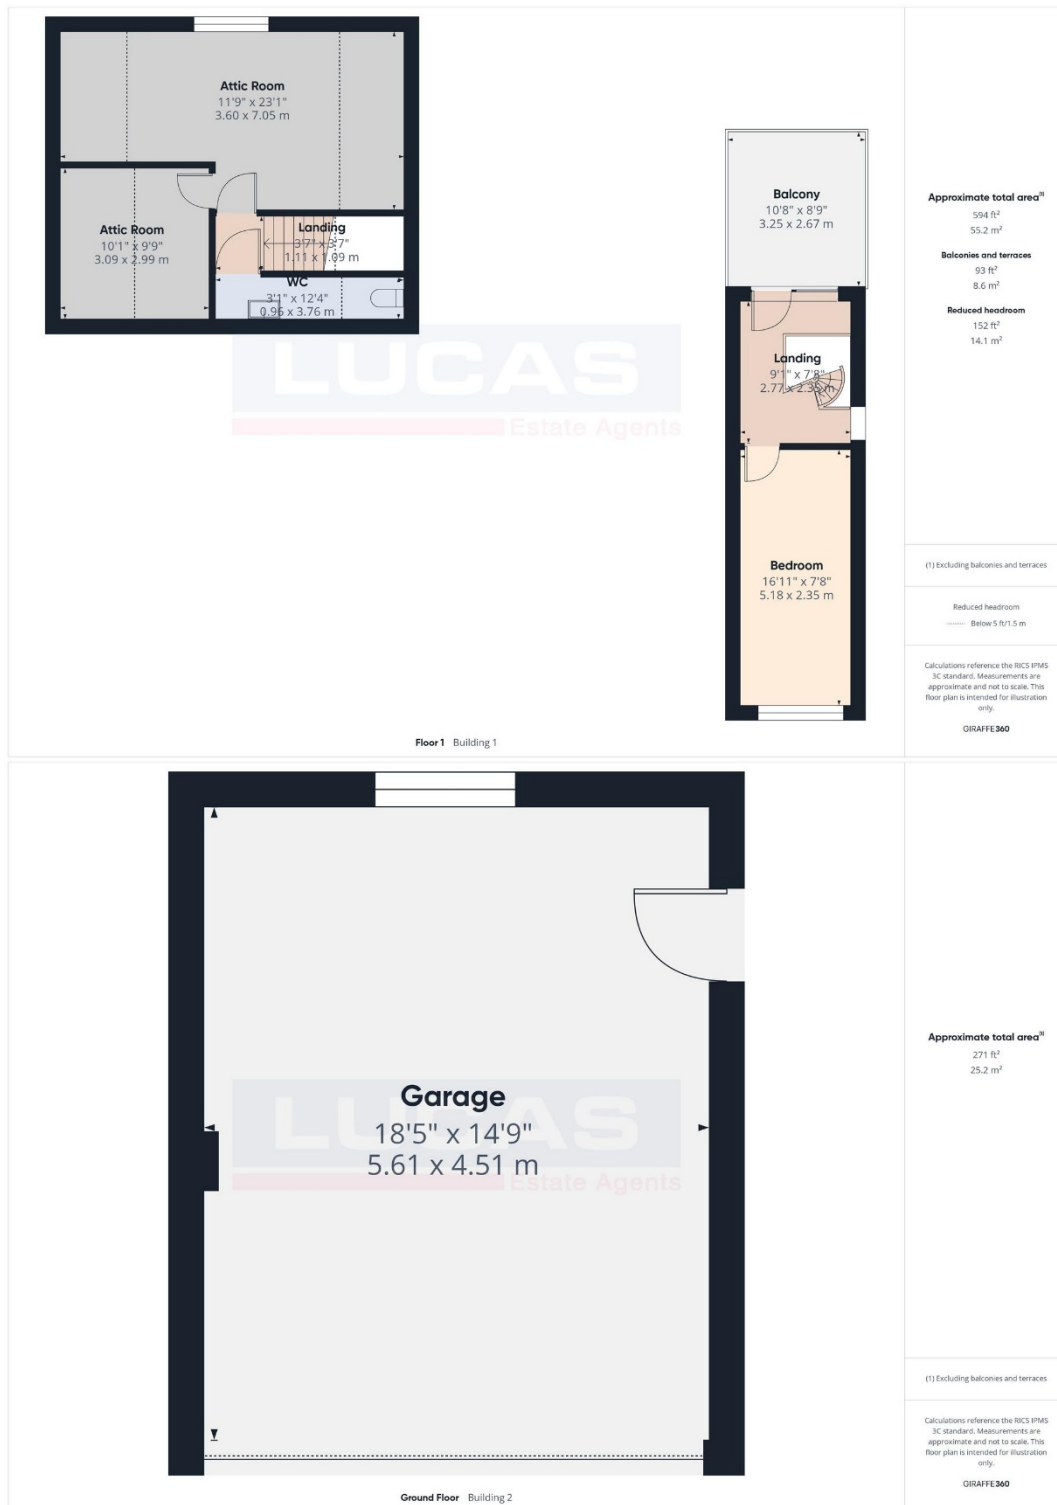 Attic Room
11'9" x 23'1"
3.60 x 7.05 m
Attic Room
10'1" x 9'9"
3.09 x 2.99 m
Landing
3'7" x 3'7"
1.11 x 1.09 m
WC
3'1" x 12'4"
0.96 x 3.76 m
LUCAS
Estate Agents
Balcony
10'8" x 8'9"
3.25 x 2.67 m
Landing
9'1" x 7'8"
2.77 x 2.35 m
Bedroom
16'11" x 7'8"
5.18 x 2.35 m
Floor 1 Building 1
Approximate total area(1)
594 ft²
55.2 m²
Balconies and terraces
93 ft²
8.6 m²
Reduced headroom
152 ft²
14.1 m²
(1) Excluding balconies and terraces
Reduced headroom
Below 5 ft/1.5 m
Calculations reference the RICS IPMS
3C standard. Measurements are
approximate and not to scale. This
floor plan is intended for illustration
only.
GIRAFFE360
Garage
18'5" x 14'9"
5.61 x 4.51 m
LUCAS
Estate Agents
Ground Floor Building 2
Approximate total area(1)
271 ft²
25.2 m²
(1) Excluding balconies and terraces
Calculations reference the RICS IPMS
3C standard. Measurements are
approximate and not to scale. This
floor plan is intended for illustration
only.
GIRAFFE360